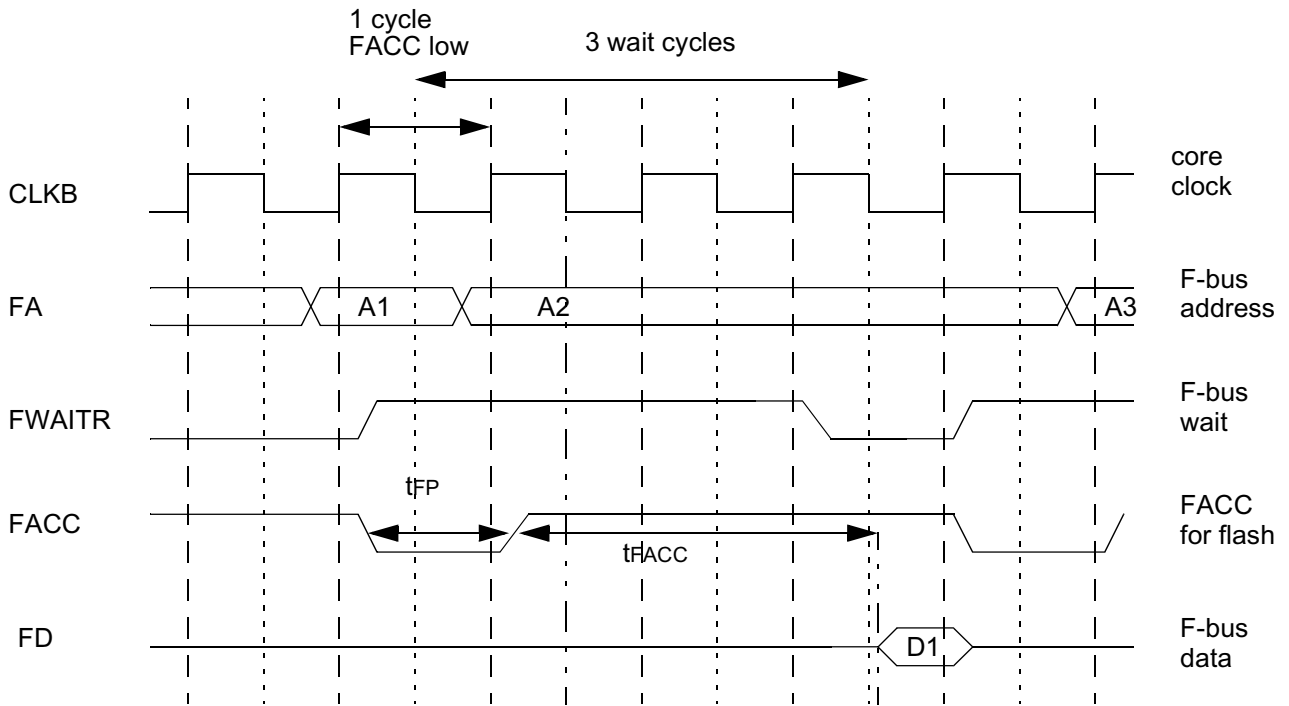 1 cycle
FACC low
3 wait cycles
CLKB
core
clock
FA
A1
A2
A3
F-bus
address
FWAITR
F-bus
wait
FACC
tFP
tFACC
FACC
for flash
FD
D1
F-bus
data